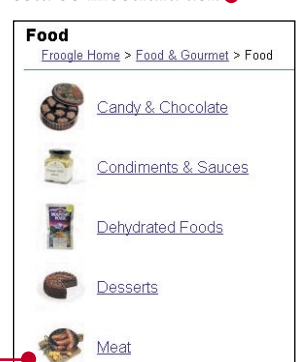 Food
Froogle Home > Food & Gourmet > Food
Candy & Chocolate
Condiments & Sauces
Dehydrated Foods
Desserts
Meat